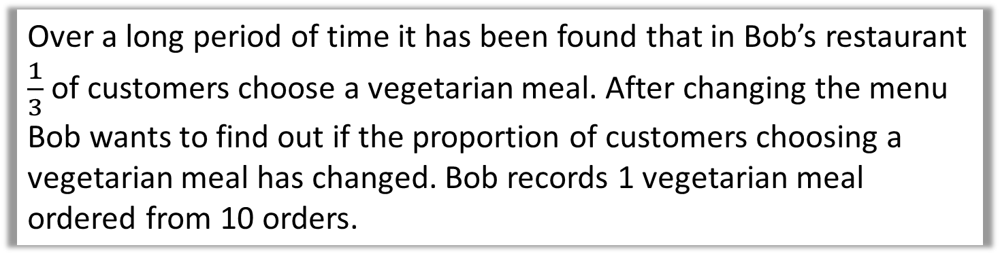 Over a long period of time it has been found that in Bob’s restaurant
1/3 of customers choose a vegetarian meal. After changing the menu
Bob wants to find out if the proportion of customers choosing a
vegetarian meal has changed. Bob records 1 vegetarian meal
ordered from 10 orders.